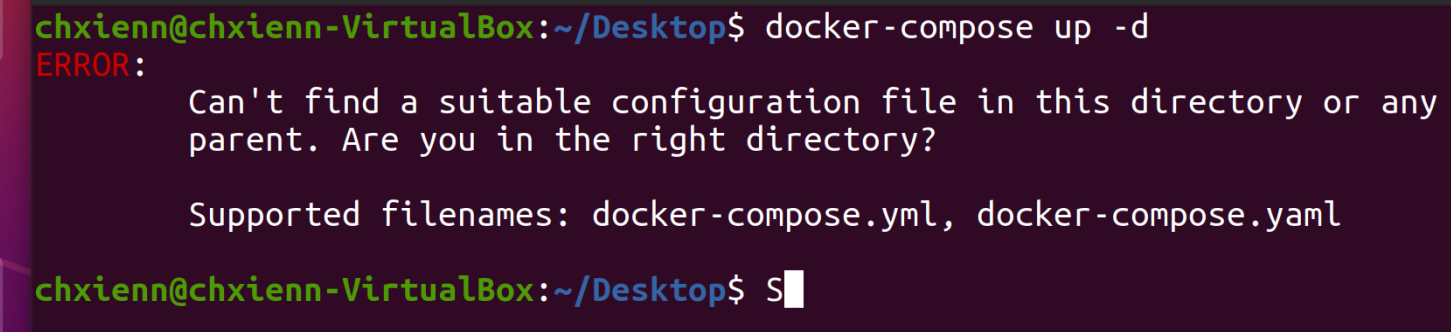 chxienn@chxienn-VirtualBox:~/Desktop$ docker-compose up -d
ERROR:
        Can't find a suitable configuration file in this directory or any
        parent. Are you in the right directory?

        Supported filenames: docker-compose.yml, docker-compose.yaml

chxienn@chxienn-VirtualBox:~/Desktop$ S